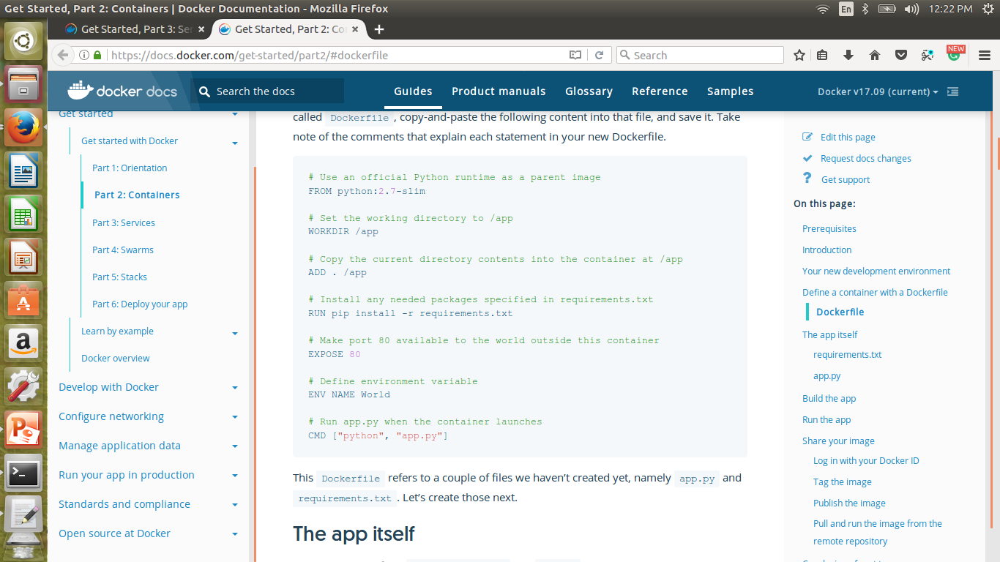 Get Started, Part 2: Containers | Docker Documentation - Mozilla Firefox
En
12:22 PM
Get Started, Part 3: Ser
Get Started, Part 2: Co
https://docs.docker.com/get-started/part2/#dockerfile
Search
NEW
docker docs
Search the docs
Guides
Product manuals
Glossary
Reference
Samples
Docker v17.09 (current)
Get started
Get started with Docker
Part 1: Orientation
Part 2: Containers
Part 3: Services
Part 4: Swarms
Part 5: Stacks
Part 6: Deploy your app
Learn by example
Docker overview
Develop with Docker
Configure networking
Manage application data
Run your app in production
Standards and compliance
Open source at Docker
called Dockerfile, copy-and-paste the following content into that file, and save it. Take
note of the comments that explain each statement in your new Dockerfile.
# Use an official Python runtime as a parent image
FROM python:2.7-slim
# Set the working directory to /app
WORKDIR /app
# Copy the current directory contents into the container at /app
ADD . /app
# Install any needed packages specified in requirements.txt
RUN pip install -r requirements.txt
# Make port 80 available to the world outside this container
EXPOSE 80
# Define environment variable
ENV NAME World
# Run app.py when the container launches
CMD ["python", "app.py"]
This Dockerfile refers to a couple of files we haven't created yet, namely app.py and
requirements.txt. Let's create those next.
The app itself
Edit this page
Request docs changes
Get support
On this page:
Prerequisites
Introduction
Your new development environment
Define a container with a Dockerfile
Dockerfile
The app itself
requirements.txt
app.py
Build the app
Run the app
Share your image
Log in with your Docker ID
Tag the image
Publish the image
Pull and run the image from the
remote repository